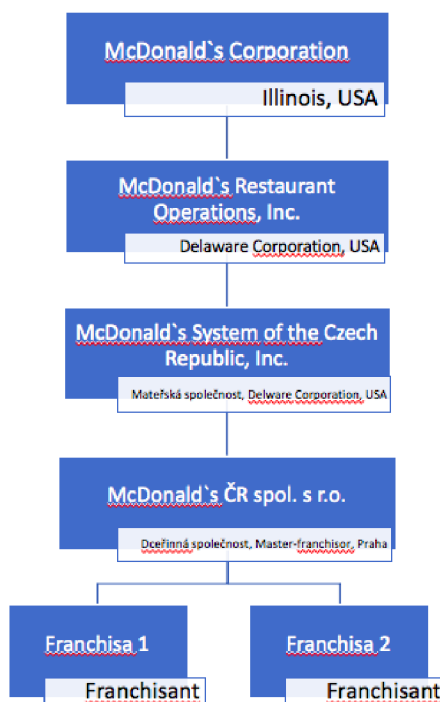 McDonald`s Corporation
Illinois, USA
McDonald`s Restaurant
Operations, Inc.
Delaware Corporation, USA
McDonald`s System of the Czech
Republic, Inc.
Mateřská společnost, Delware Corporation, USA
McDonald`s ČR spol. s r.o.
Dceřinná společnost, Master-franchisor, Praha
Franchisa 1
Franchisa 2
Franchisant
Franchisant